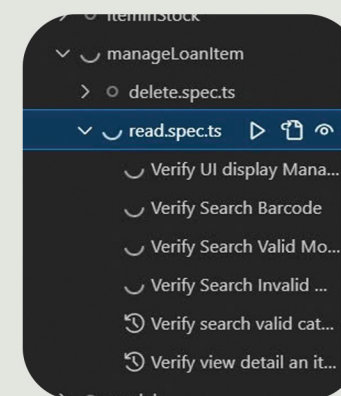 itemInStock
manageLoanItem
delete.spec.ts
read.spec.ts
Verify UI display Mana...
Verify Search Barcode
Verify Search Valid Mo...
Verify Search Invalid ...
Verify search valid cat...
Verify view detail an it...